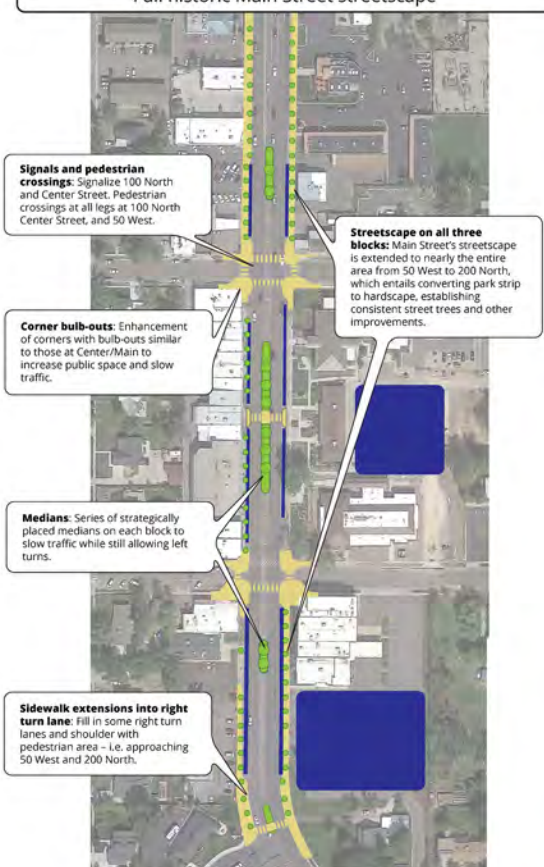 Full historic Main Street streetscape
Signals and pedestrian
crossings: Signalize 100 North
and Center Street. Pedestrian
crossings at all legs at 100 North
Center Street, and 50 West.
Streetscape on all three
blocks: Main Street's streetscape
is extended to nearly the entire
area from 50 West to 200 North,
which entails converting park strip
to hardscape, establishing
consistent street trees and other
improvements.
Corner bulb-outs: Enhancement
of corners with bulb-outs similar
to those at Center/Main to
increase public space and slow
traffic.
Medians: Series of strategically
placed medians on each block to
slow traffic while still allowing left
turns.
Sidewalk extensions into right
turn lane: Fill in some right turn
lanes and shoulder with
pedestrian area – i.e. approaching
50 West and 200 North.